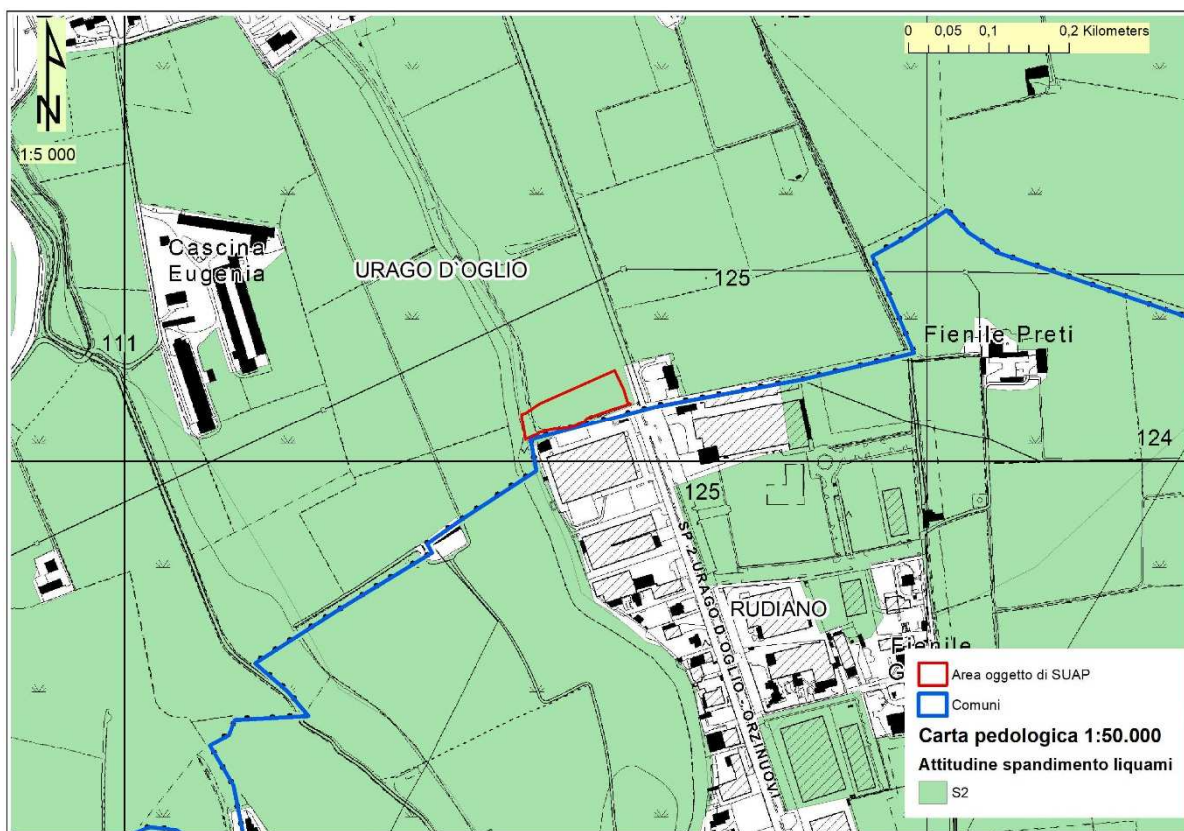 0 0,05 0,1 0,2 Kilometers
N
1:5 000
Cascina
Eugenia
URAGO D`OGLIO
125
111
Fienile Preti
124
125
SP 2 URAGO D'OGLIO - ORZINUOVI
RUDIANO
Area oggetto di SUAP
Comuni
Carta pedologica 1:50.000
Attitudine spandimento liquami
S2